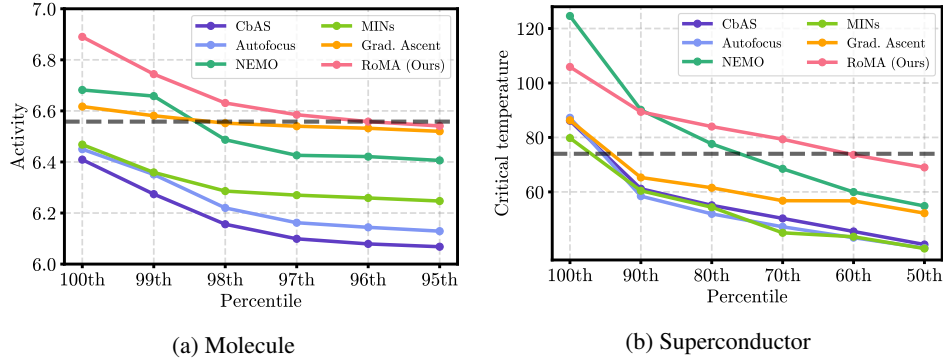 7.0
6.8
6.6
6.4
6.2
6.0
Activity
CbAS
Autofocus
NEMO
MINs
Grad. Ascent
RoMA (Ours)
100th 99th 98th 97th 96th 95th
Percentile
(a) Molecule
120
100
80
60
Critical temperature
CbAS
Autofocus
NEMO
MINs
Grad. Ascent
RoMA (Ours)
100th 90th 80th 70th 60th 50th
Percentile
(b) Superconductor